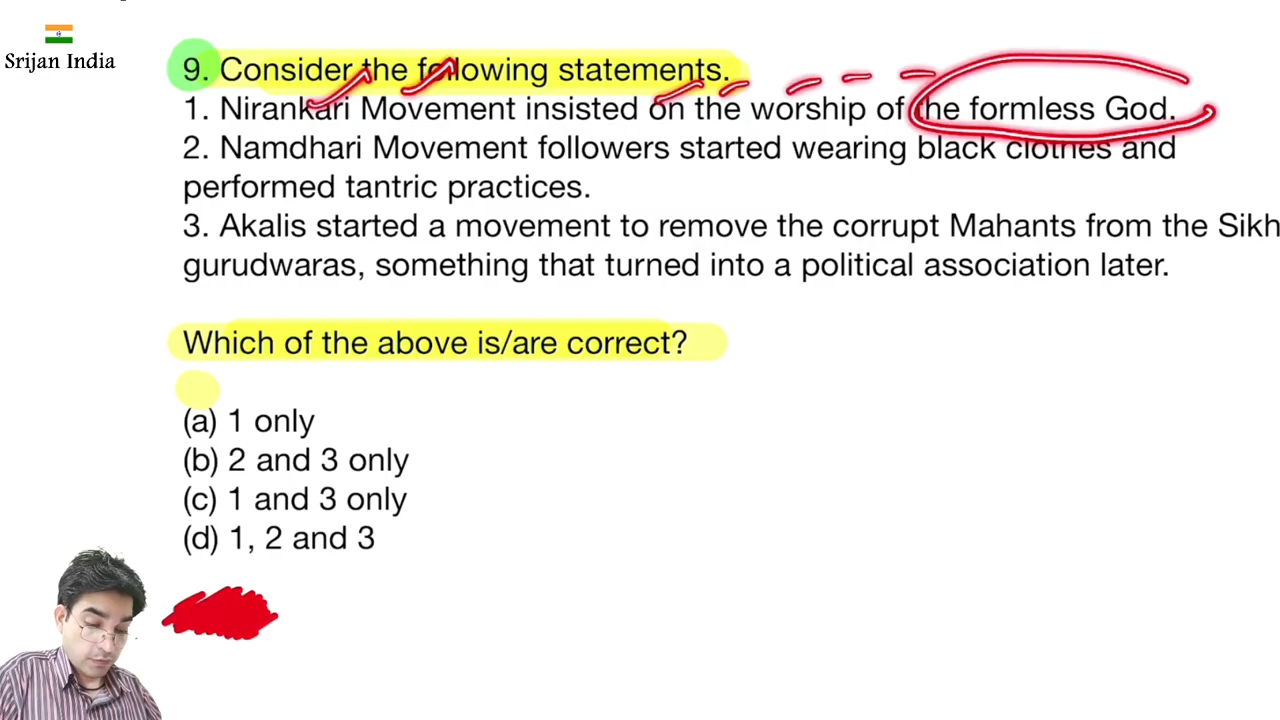 Srijan India
9. Consider the following statements.
1. Nirankari Movement insisted on the worship of the formless God.
2. Namdhari Movement followers started wearing black clothes and
performed tantric practices.
3. Akalis started a movement to remove the corrupt Mahants from the Sikh
gurudwaras, something that turned into a political association later.
Which of the above is/are correct?
(a) 1 only
(b) 2 and 3 only
(c) 1 and 3 only
(d) 1, 2 and 3